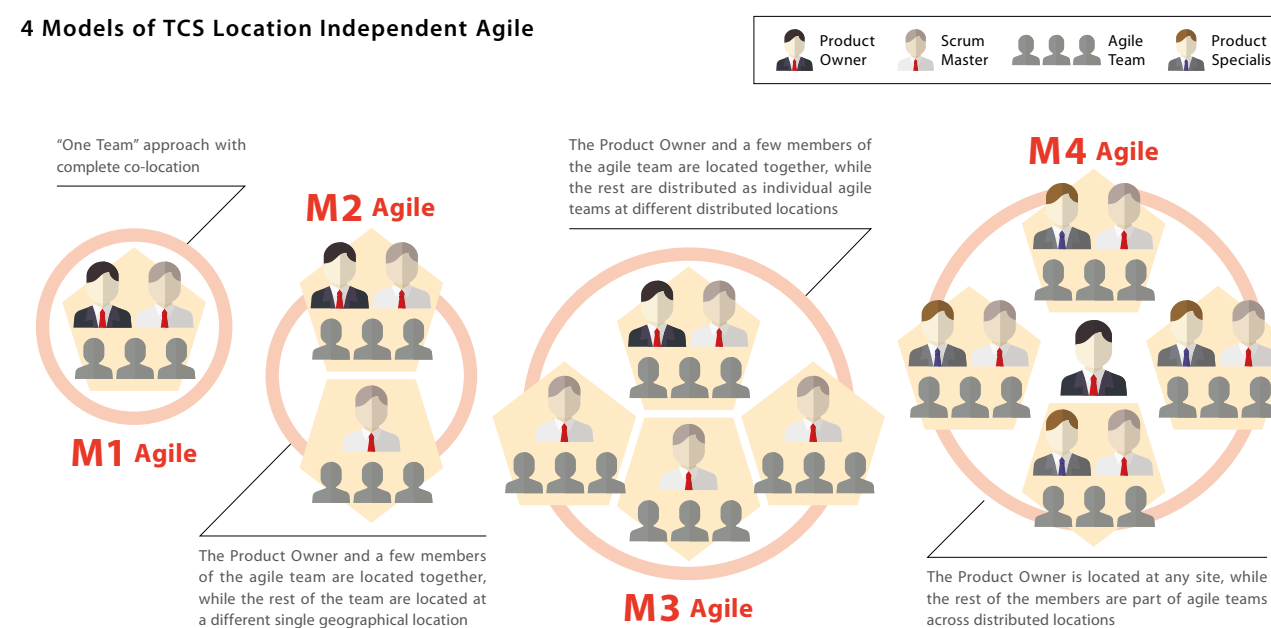 4 Models of TCS Location Independent Agile
Product
Owner
Scrum
Master
Agile
Team
Product
Specialis
"One Team" approach with
complete co-location
M1 Agile
M2 Agile
The Product Owner and a few members
of the agile team are located together,
while the rest of the team are located at
a different single geographical location
The Product Owner and a few members of
the agile team are located together, while
the rest are distributed as individual agile
teams at different distributed locations
M3 Agile
M4 Agile
The Product Owner is located at any site, while
the rest of the members are part of agile teams
across distributed locations